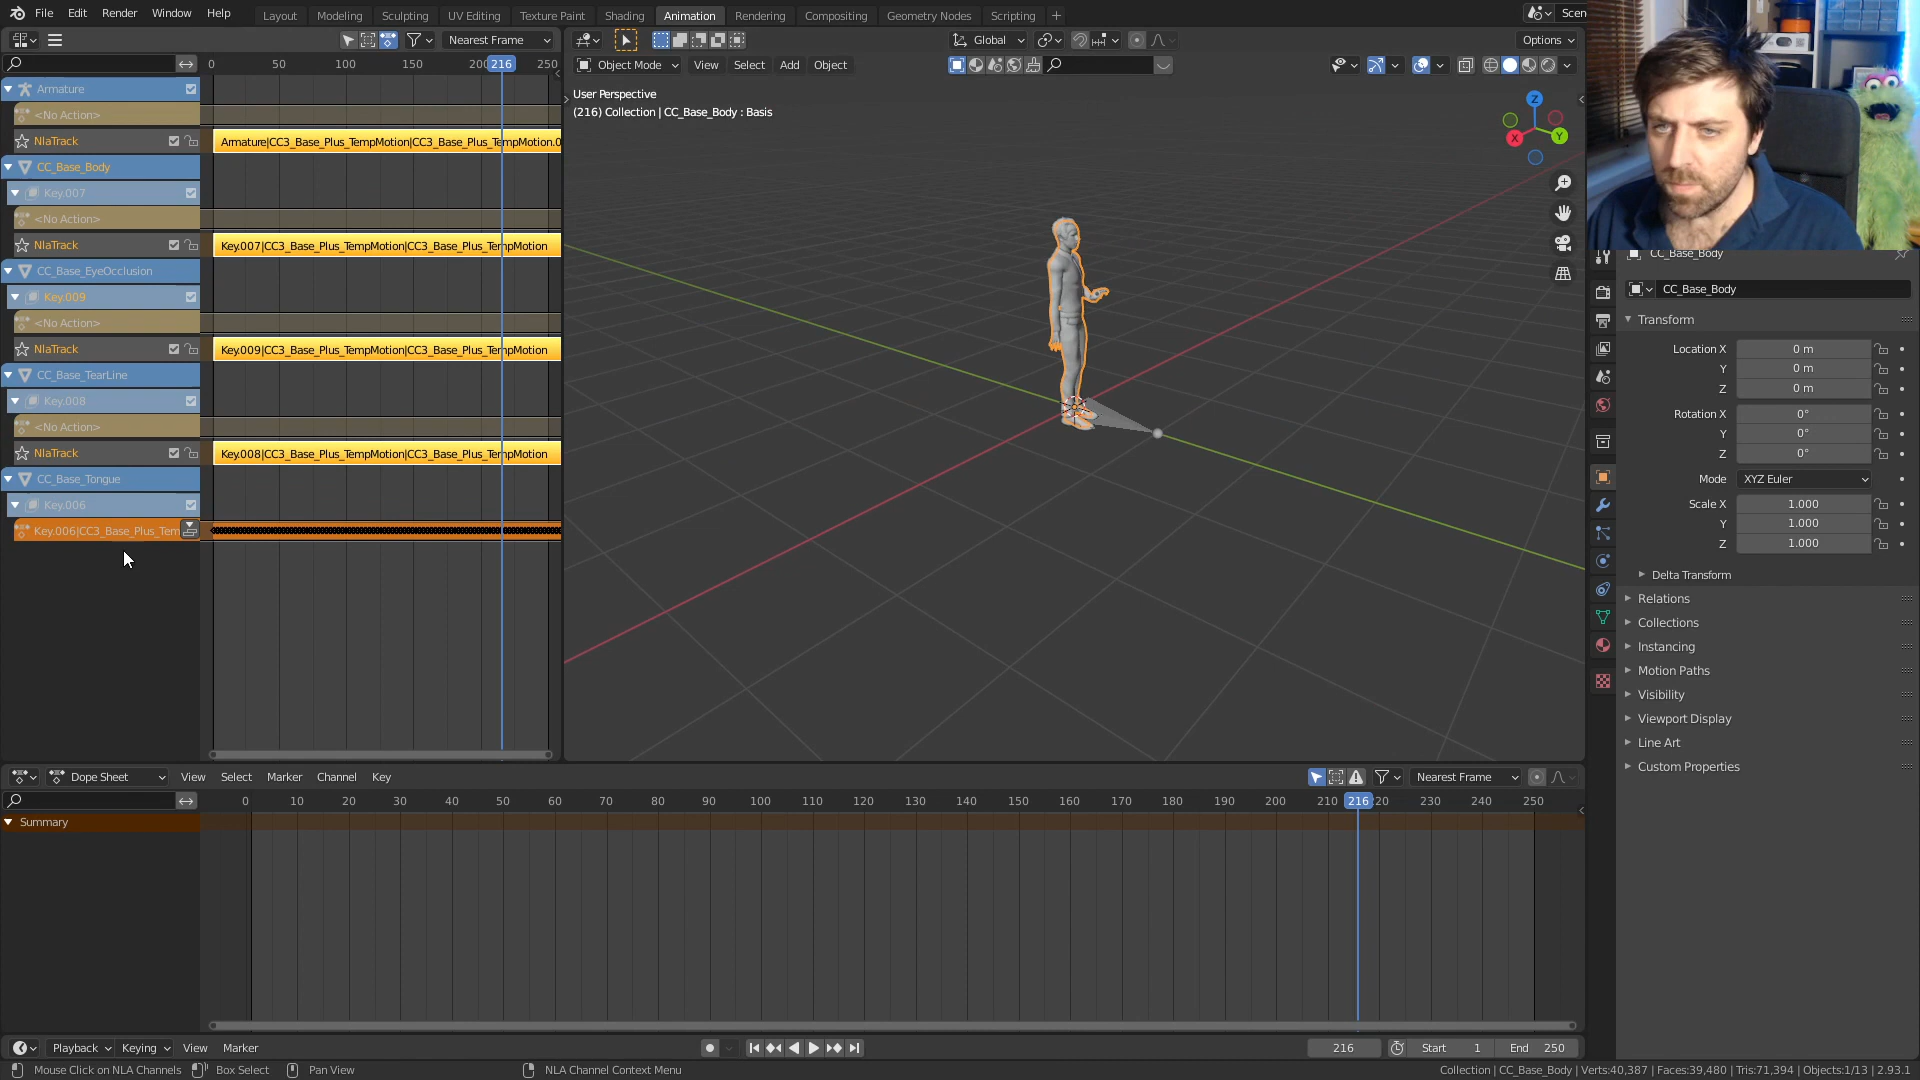 File Edit Render Window Help Layout Modeling Sculpting UV Editing Texture Paint Shading Animation Rendering Compositing Geometry Nodes Scripting + Scen
Nearest Frame Global Options
0 50 100 150 200 216 250 Object Mode View Select Add Object
Armature
<No Action>
NlaTrack Armature|CC3_Base_Plus_TempMotion|CC3_Base_Plus_TempMotion.0
CC_Base_Body
Key.007
<No Action>
NlaTrack Key.007|CC3_Base_Plus_TempMotion|CC3_Base_Plus_TempMotion
CC_Base_EyeOcclusion
Key.009
<No Action>
NlaTrack Key.009|CC3_Base_Plus_TempMotion|CC3_Base_Plus_TempMotion
CC_Base_TearLine
Key.008
<No Action>
NlaTrack Key.008|CC3_Base_Plus_TempMotion|CC3_Base_Plus_TempMotion
CC_Base_Tongue
Key.006
Key.006|CC3_Base_Plus_Tem
User Perspective
(216) Collection | CC_Base_Body : Basis
Z
X Y
CC_Base_Body
CC_Base_Body
Transform
Location X 0 m
Y 0 m
Z 0 m
Rotation X 0°
Y 0°
Z 0°
Mode XYZ Euler
Scale X 1.000
Y 1.000
Z 1.000
Delta Transform
Relations
Collections
Instancing
Motion Paths
Visibility
Viewport Display
Line Art
Custom Properties
Dope Sheet View Select Marker Channel Key Nearest Frame
0 10 20 30 40 50 60 70 80 90 100 110 120 130 140 150 160 170 180 190 200 210 216 20 230 240 250
Summary
Playback Keying View Marker 216 Start 1 End 250
Mouse Click on NLA Channels Box Select Pan View NLA Channel Context Menu Collection | CC_Base_Body | Verts:40,387 | Faces:39,480 | Tris:71,394 | Objects:1/13 | 2.93.1